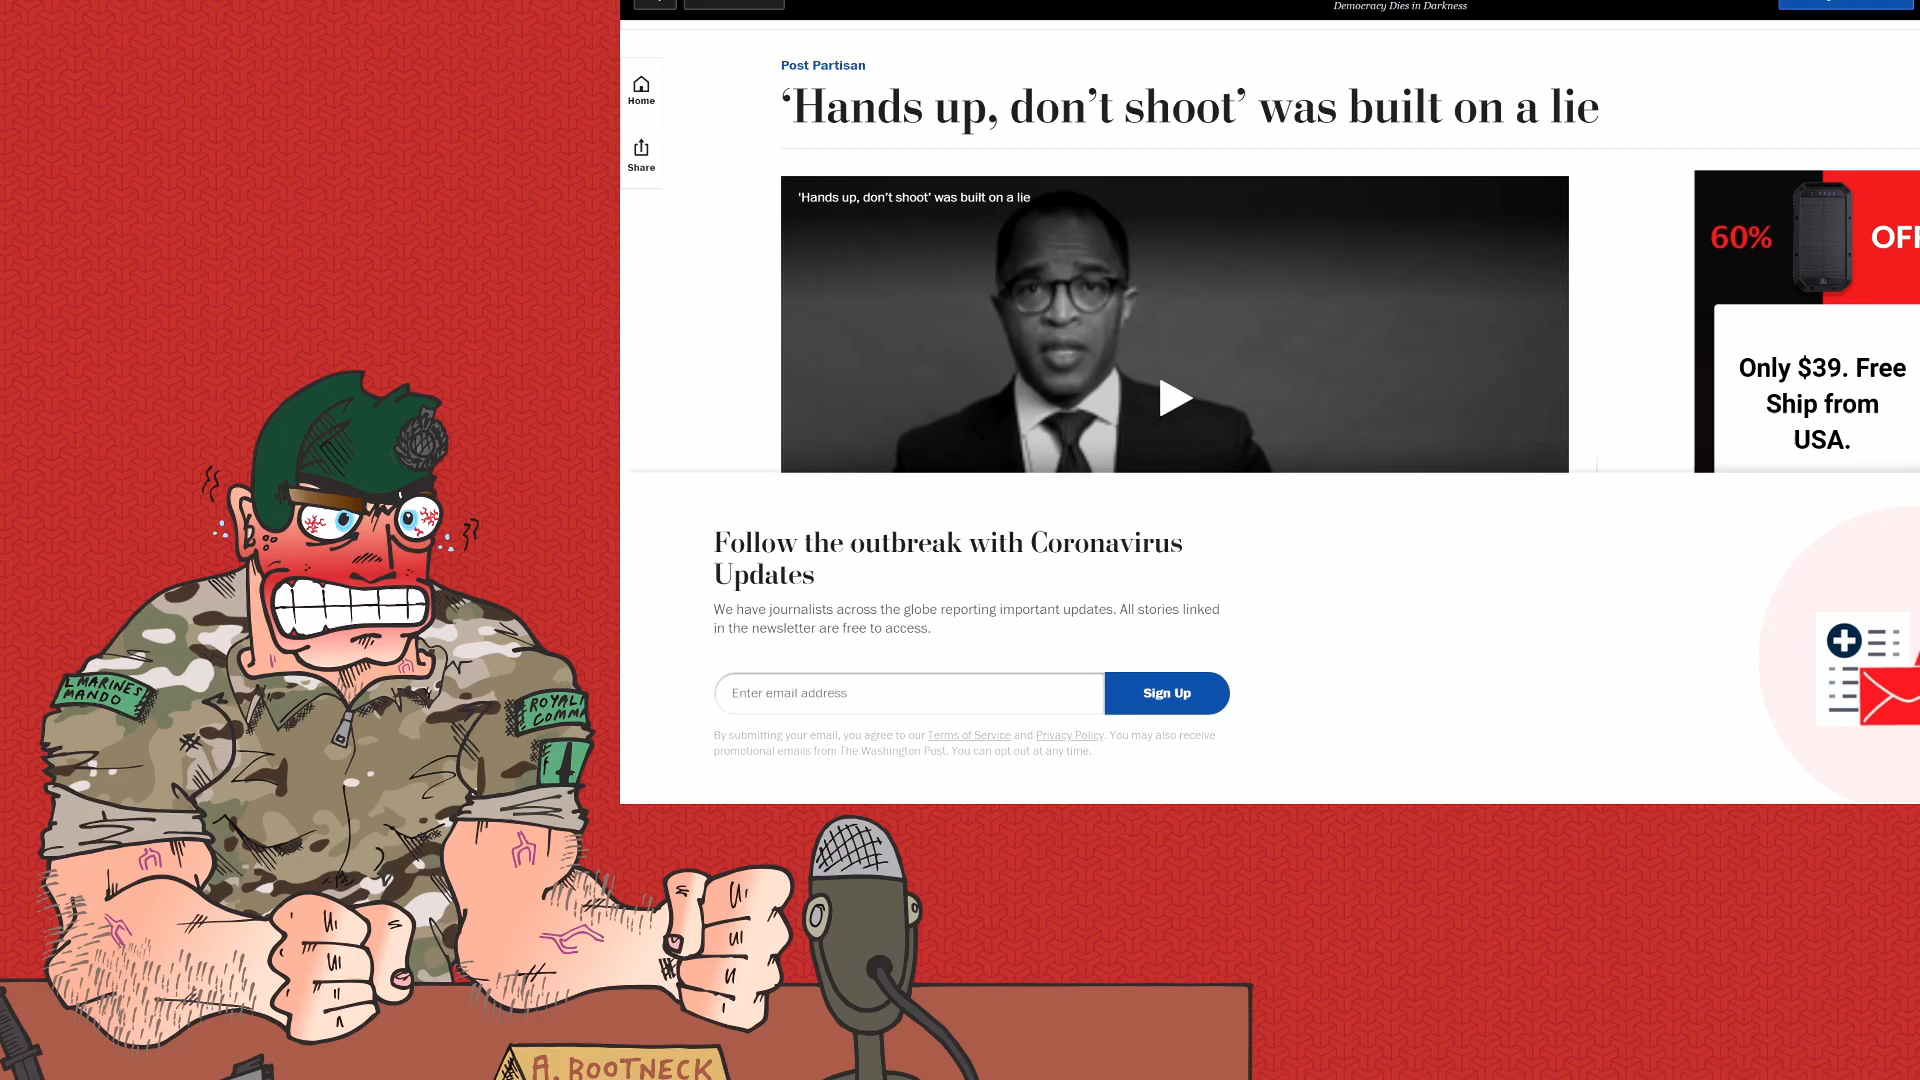 Democracy Dies in Darkness
Home
Share
Post Partisan
‘Hands up, don’t shoot’ was built on a lie
'Hands up, don’t shoot' was built on a lie
60% OFF
Only $39. Free
Ship from
USA.
Follow the outbreak with Coronavirus
Updates
We have journalists across the globe reporting important updates. All stories linked
in the newsletter are free to access.
Enter email address
Sign Up
By submitting your email, you agree to our Terms of Service and Privacy Policy. You may also receive
promotional emails from The Washington Post. You can opt out at any time.
L MARINES
MANDO
ROYAL
COMMA
A. BOOTNECK